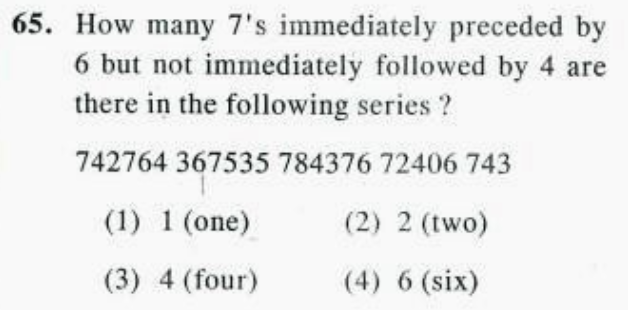 65. How many 7's immediately preceded by
6 but not immediately followed by 4 are
there in the following series ?
742764 367535 784376 72406 743
(1) 1 (one) (2) 2 (two)
(3) 4 (four) (4) 6 (six)